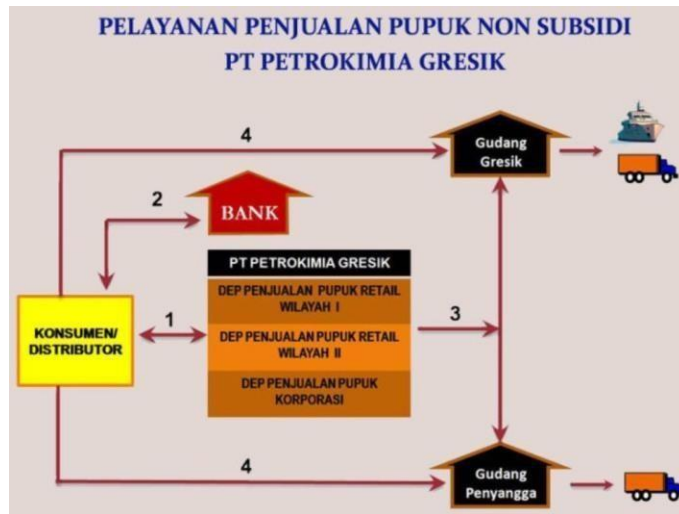 PELAYANAN PENJUALAN PUPUK NON SUBSIDI
PT PETROKIMIA GRESIK
4
Gudang
Gresik
2
BANK
PT PETROKIMIA GRESIK
DEP PENJUALAN PUPUK RETAIL
WILAYAH I
KONSUMEN/
DISTRIBUTOR
1
DEP PENJUALAN PUPUK RETAIL
WILAYAH II
3
DEP PENJUALAN PUPUK
KORPORASI
4
Gudang
Penyangga